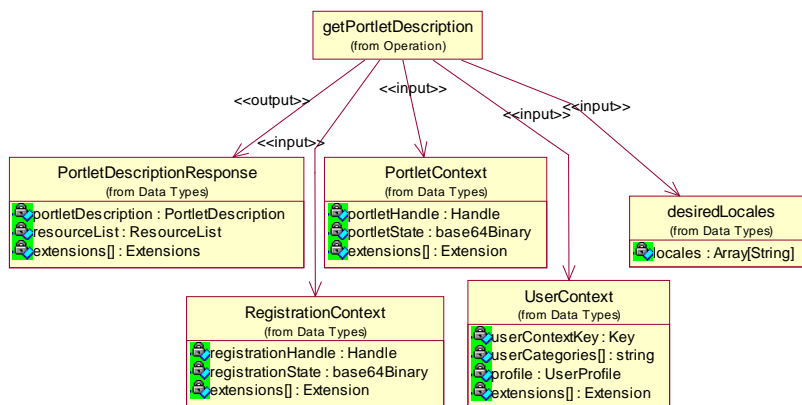 getPortletDescription
(from Operation)
<<output>>
<<input>>
<<input>>
<<input>>
<<input>>
PortletDescriptionResponse
(from Data Types)
portletDescription : PortletDescription
resourceList : ResourceList
extensions[] : Extensions
PortletContext
(from Data Types)
portletHandle : Handle
portletState : base64Binary
extensions[] : Extension
desiredLocales
(from Data Types)
locales : Array[String]
RegistrationContext
(from Data Types)
registrationHandle : Handle
registrationState : base64Binary
extensions[] : Extension
UserContext
(from Data Types)
userContextKey : Key
userCategories[] : string
profile : UserProfile
extensions[] : Extension